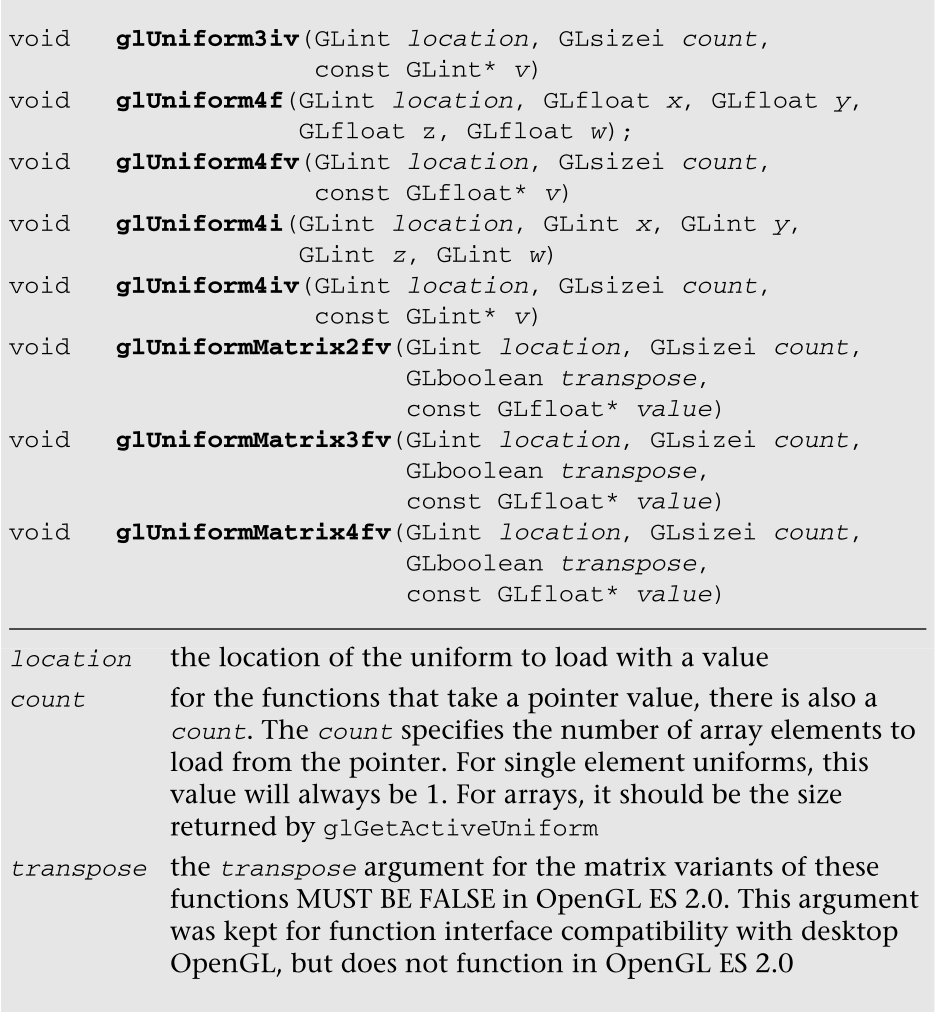 void glUniform3iv(GLint location, GLsizei count,
const GLint* v)
void glUniform4f(GLint location, GLfloat x, GLfloat y,
GLfloat z, GLfloat w);
void glUniform4fv(GLint location, GLsizei count,
const GLfloat* v)
void glUniform4i(GLint location, GLint x, GLint y,
GLint z, GLint w)
void glUniform4iv(GLint location, GLsizei count,
const GLint* v)
void glUniformMatrix2fv(GLint location, GLsizei count,
GLboolean transpose,
const GLfloat* value)
void glUniformMatrix3fv(GLint location, GLsizei count,
GLboolean transpose,
const GLfloat* value)
void glUniformMatrix4fv(GLint location, GLsizei count,
GLboolean transpose,
const GLfloat* value)
location the location of the uniform to load with a value
count for the functions that take a pointer value, there is also a
count. The count specifies the number of array elements to
load from the pointer. For single element uniforms, this
value will always be 1. For arrays, it should be the size
returned by glGetActiveUniform
transpose the transpose argument for the matrix variants of these
functions MUST BE FALSE in OpenGL ES 2.0. This argument
was kept for function interface compatibility with desktop
OpenGL, but does not function in OpenGL ES 2.0